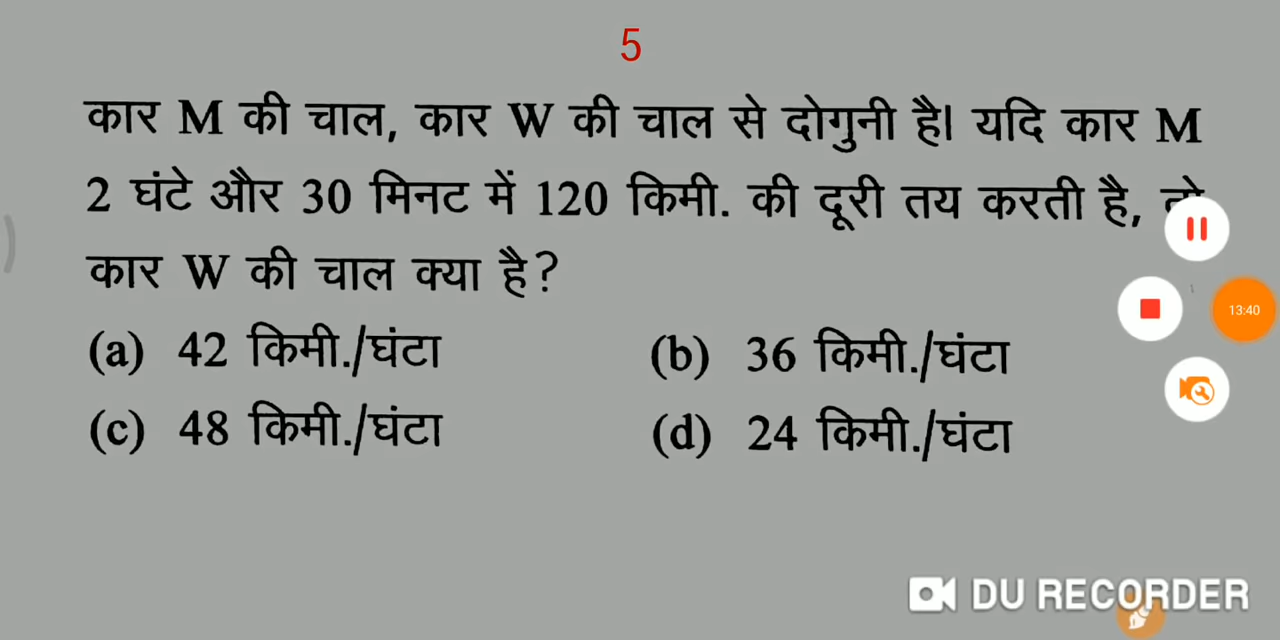 5
कार M की चाल, कार W की चाल से दोगुनी है। यदि कार M
2 घंटे और 30 मिनट में 120 किमी. की दूरी तय करती है, तो
कार W की चाल क्या है?
(a) 42 किमी./घंटा (b) 36 किमी./घंटा
(c) 48 किमी./घंटा (d) 24 किमी./घंटा
13:40
DU RECORDER